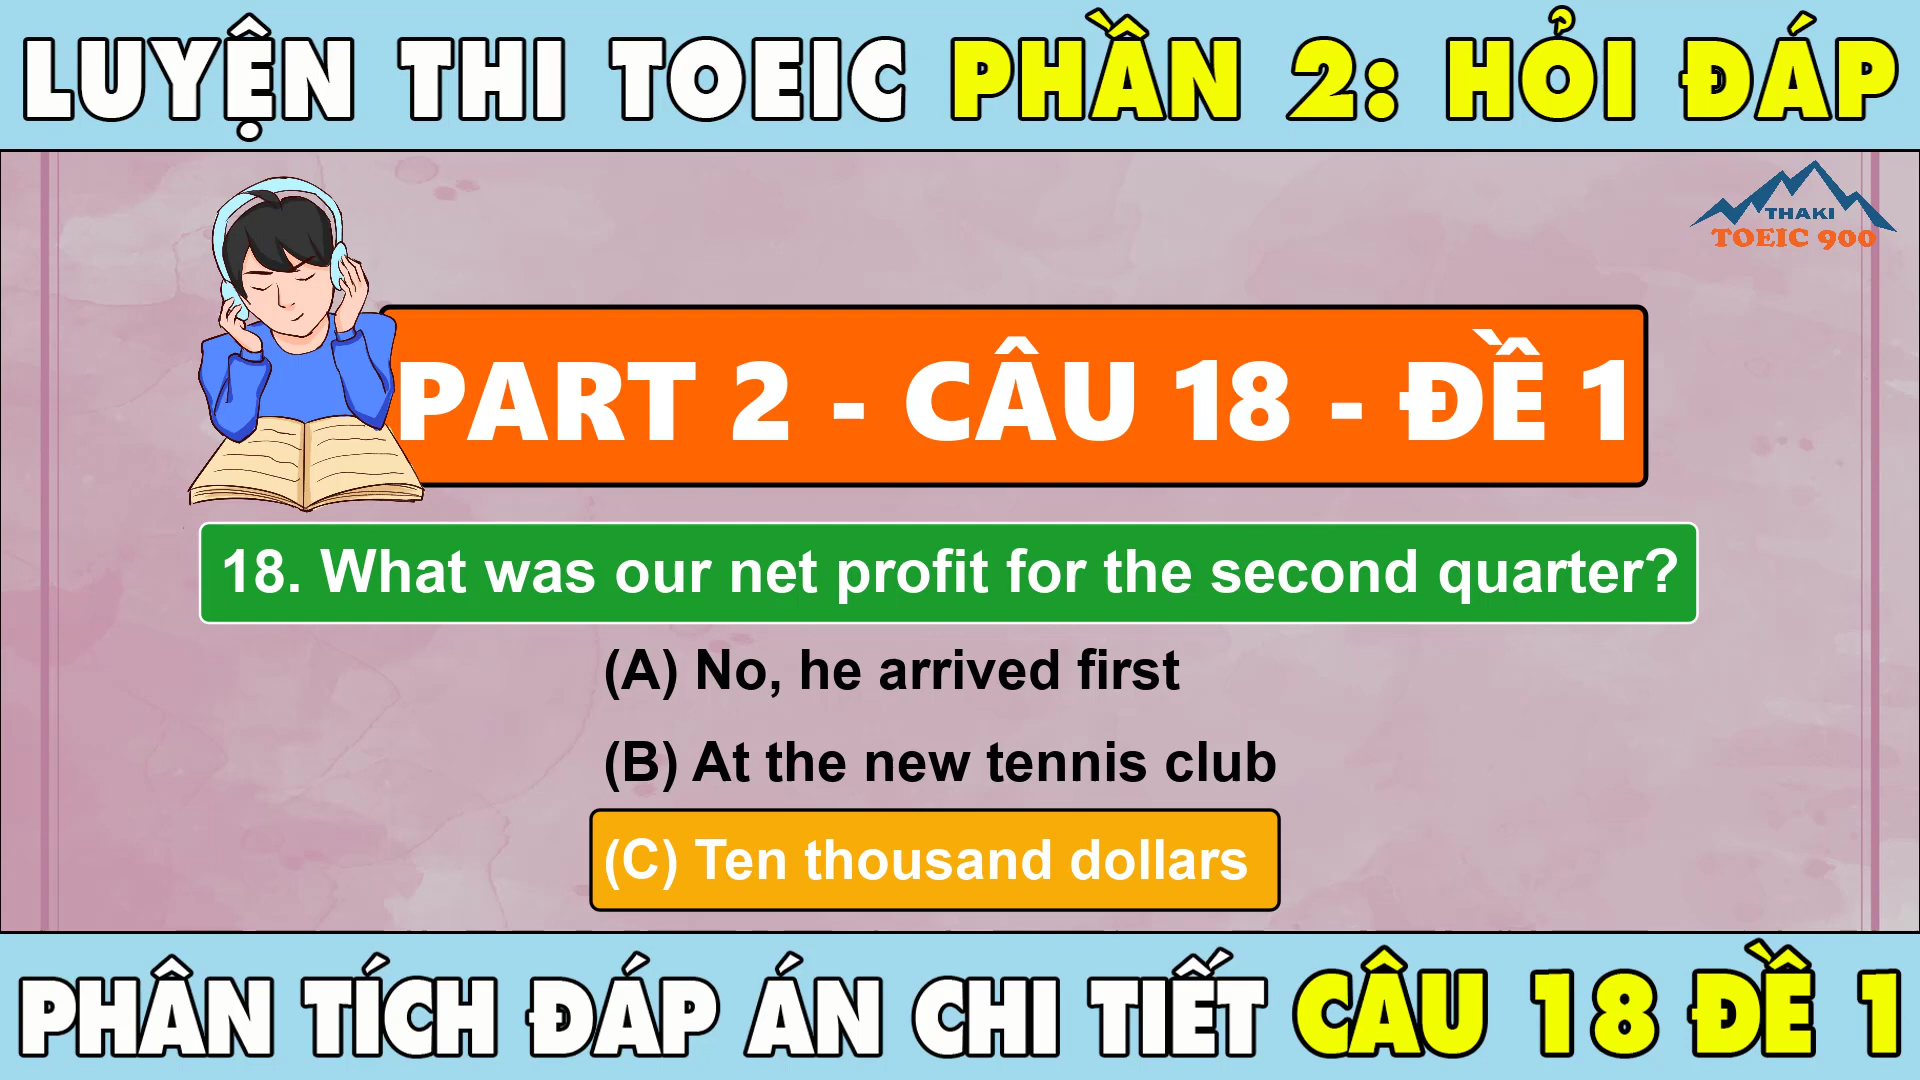 LUYỆN THI TOEIC PHẦN 2: HỎI ĐÁP
THAKI
TOEIC 900
PART 2 - CÂU 18 - ĐỀ 1
18. What was our net profit for the second quarter?
(A) No, he arrived first
(B) At the new tennis club
(C) Ten thousand dollars
PHÂN TÍCH ĐÁP ÁN CHI TIẾT CÂU 18 ĐỀ 1